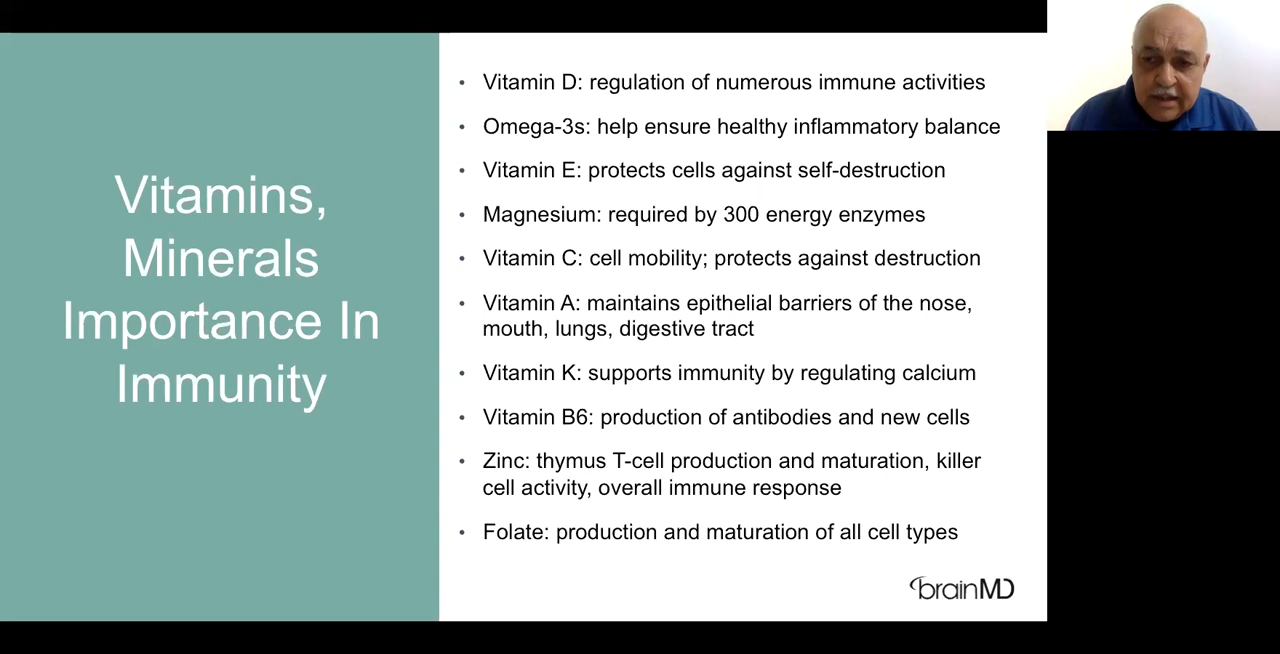 Vitamins,
Minerals
Importance In
Immunity
• Vitamin D: regulation of numerous immune activities
• Omega-3s: help ensure healthy inflammatory balance
• Vitamin E: protects cells against self-destruction
• Magnesium: required by 300 energy enzymes
• Vitamin C: cell mobility; protects against destruction
• Vitamin A: maintains epithelial barriers of the nose,
mouth, lungs, digestive tract
• Vitamin K: supports immunity by regulating calcium
• Vitamin B6: production of antibodies and new cells
• Zinc: thymus T-cell production and maturation, killer
cell activity, overall immune response
• Folate: production and maturation of all cell types
brainMD